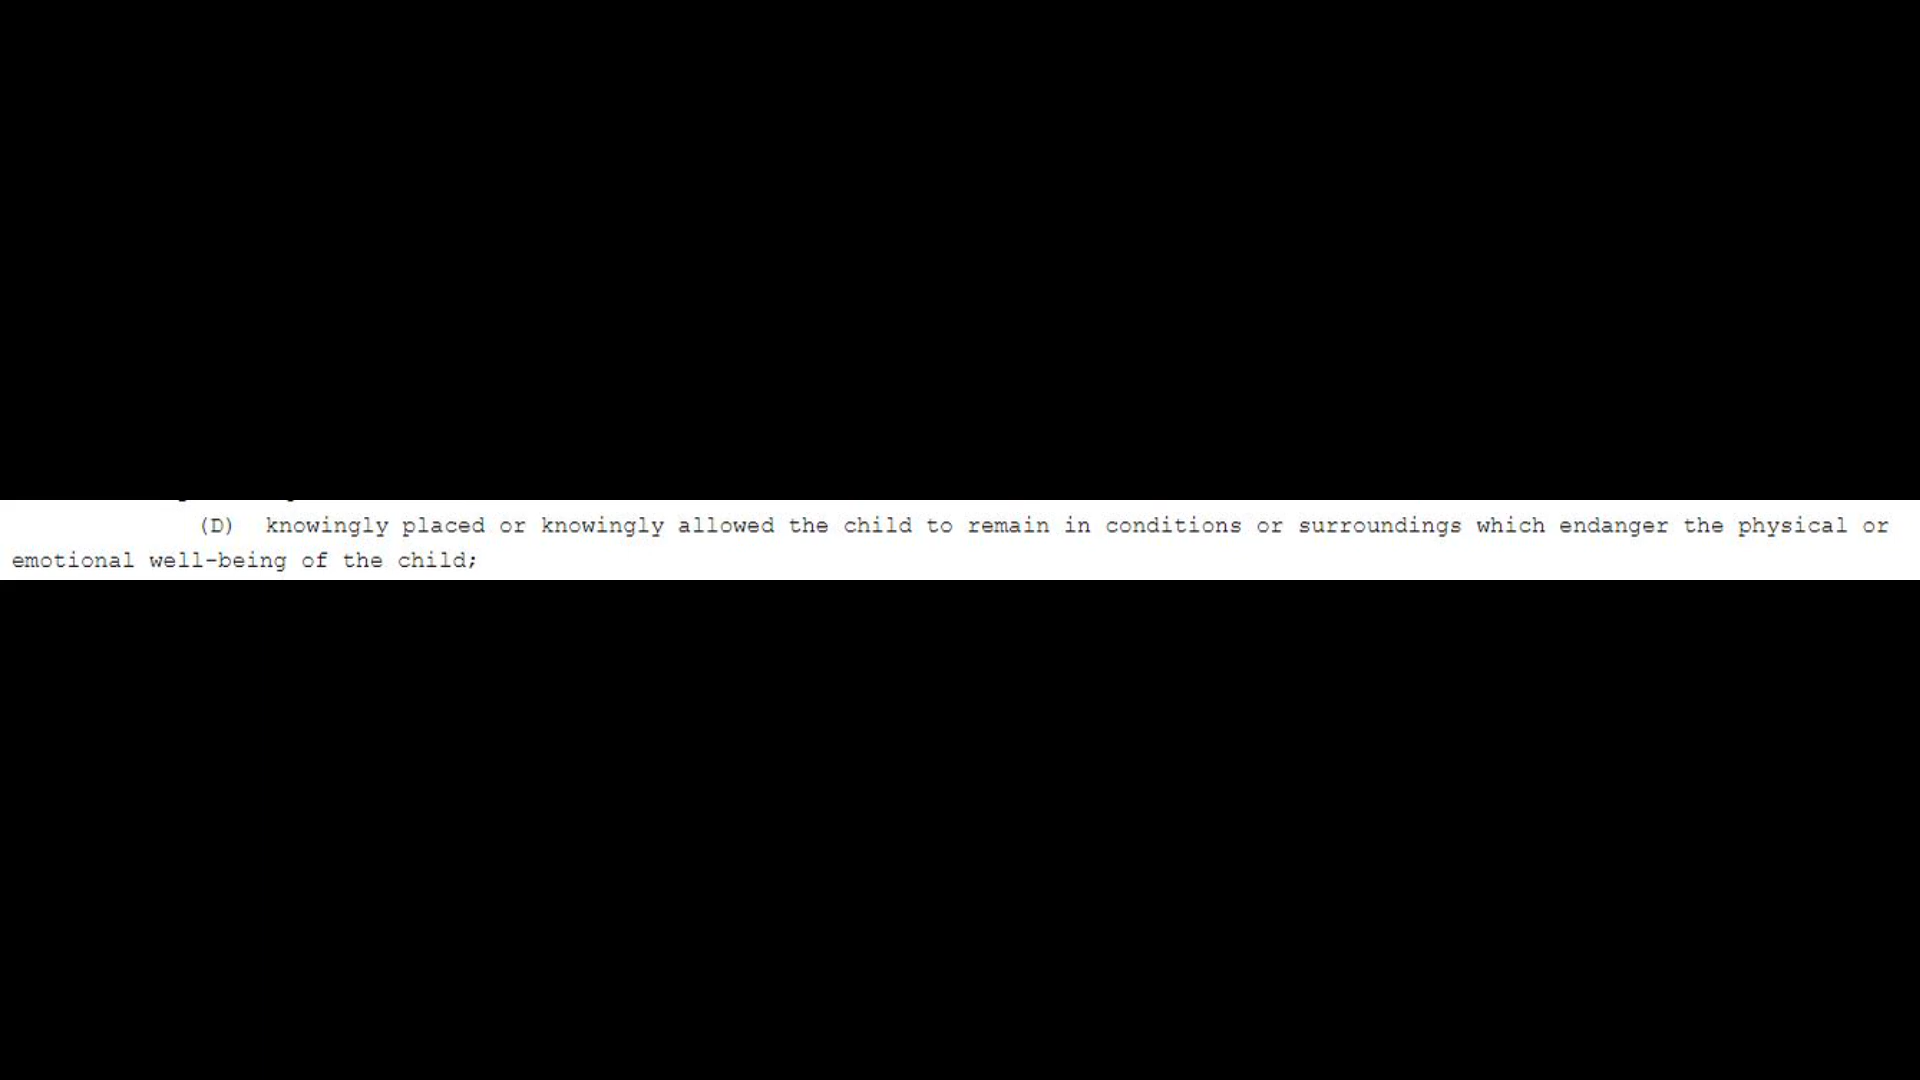 (D) knowingly placed or knowingly allowed the child to remain in conditions or surroundings which endanger the physical or
emotional well-being of the child;